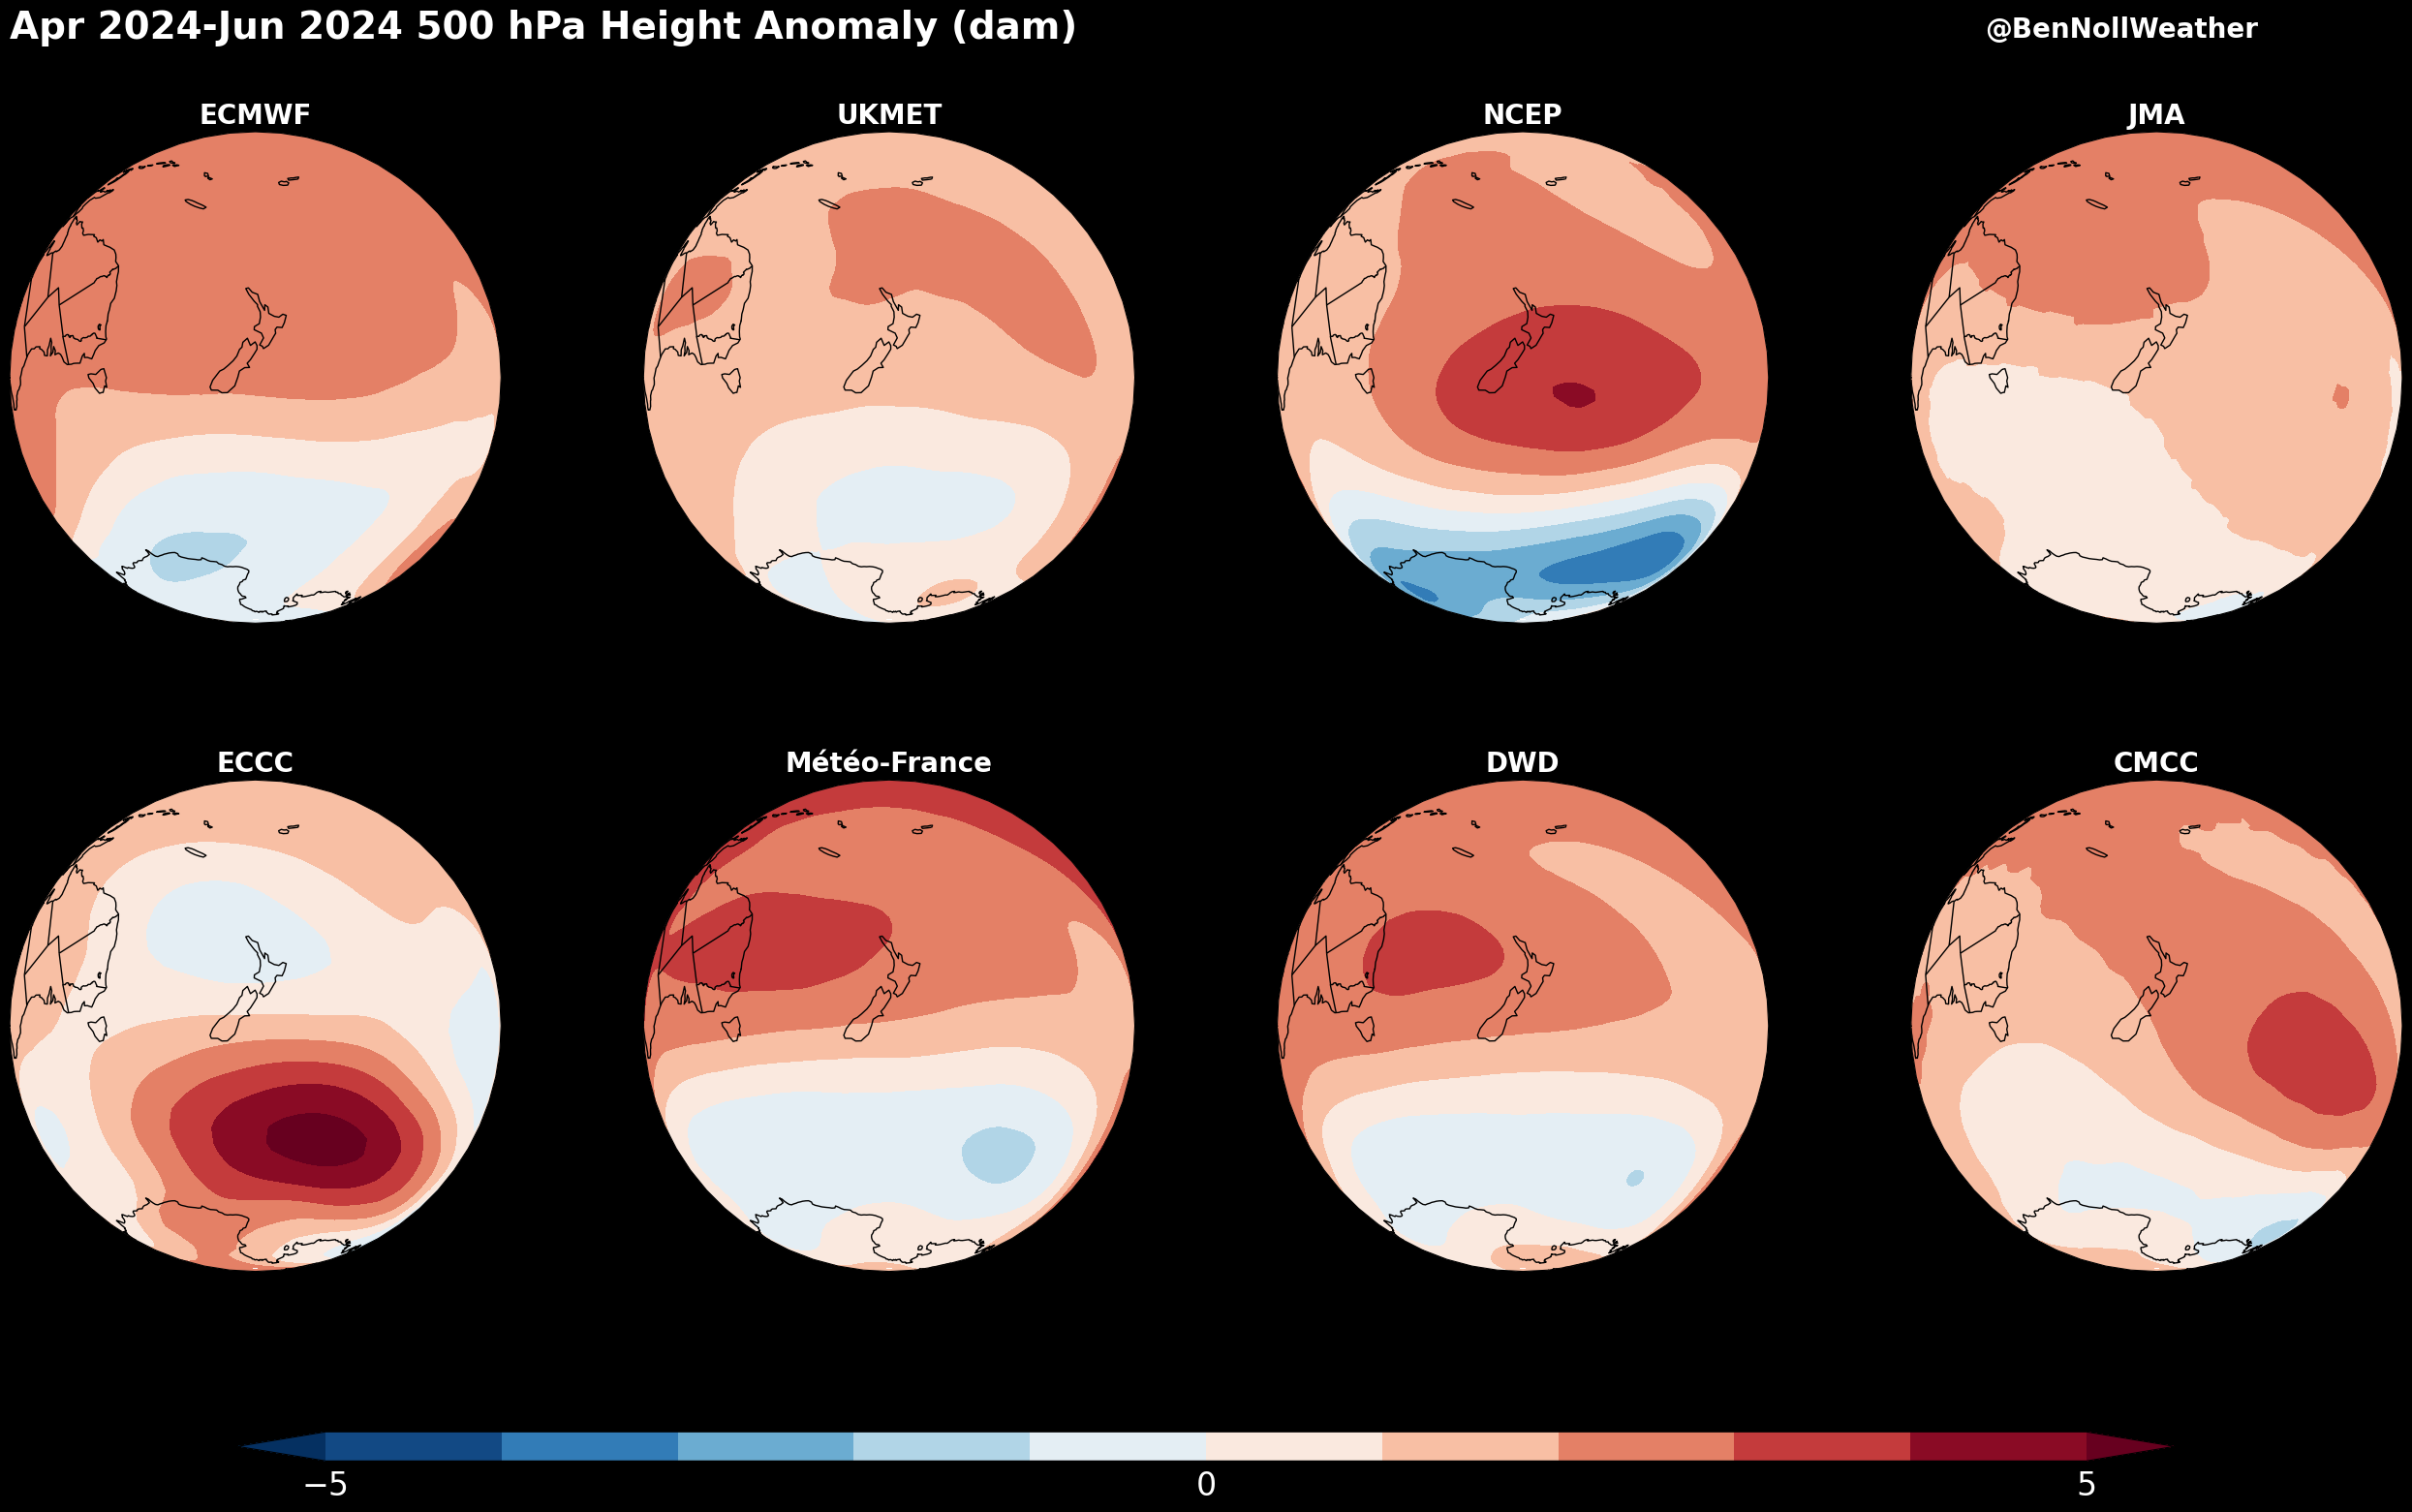 Apr 2024-Jun 2024 500 hPa Height Anomaly (dam)
@BenNollWeather
ECMWF
UKMET
NCEP
JMA
ECCC
Météo-France
DWD
CMCC
−5
0
5